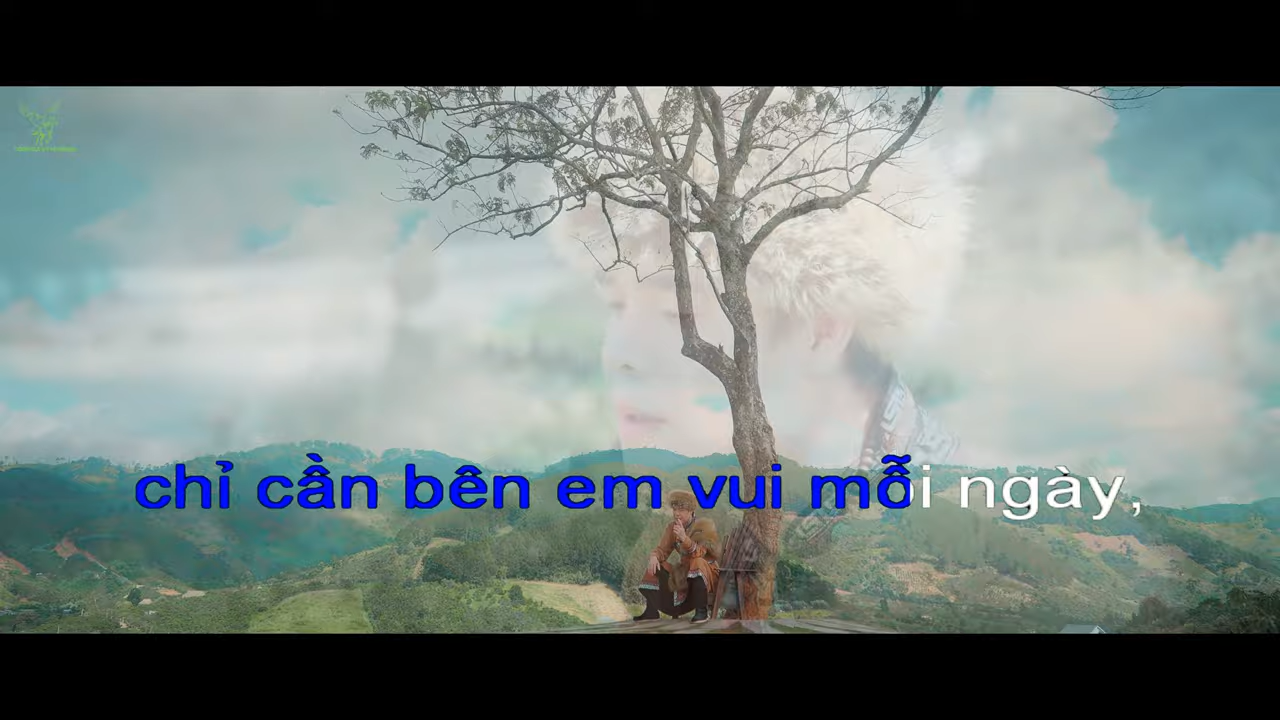 chỉ cần bên em vui mỗi ngày,